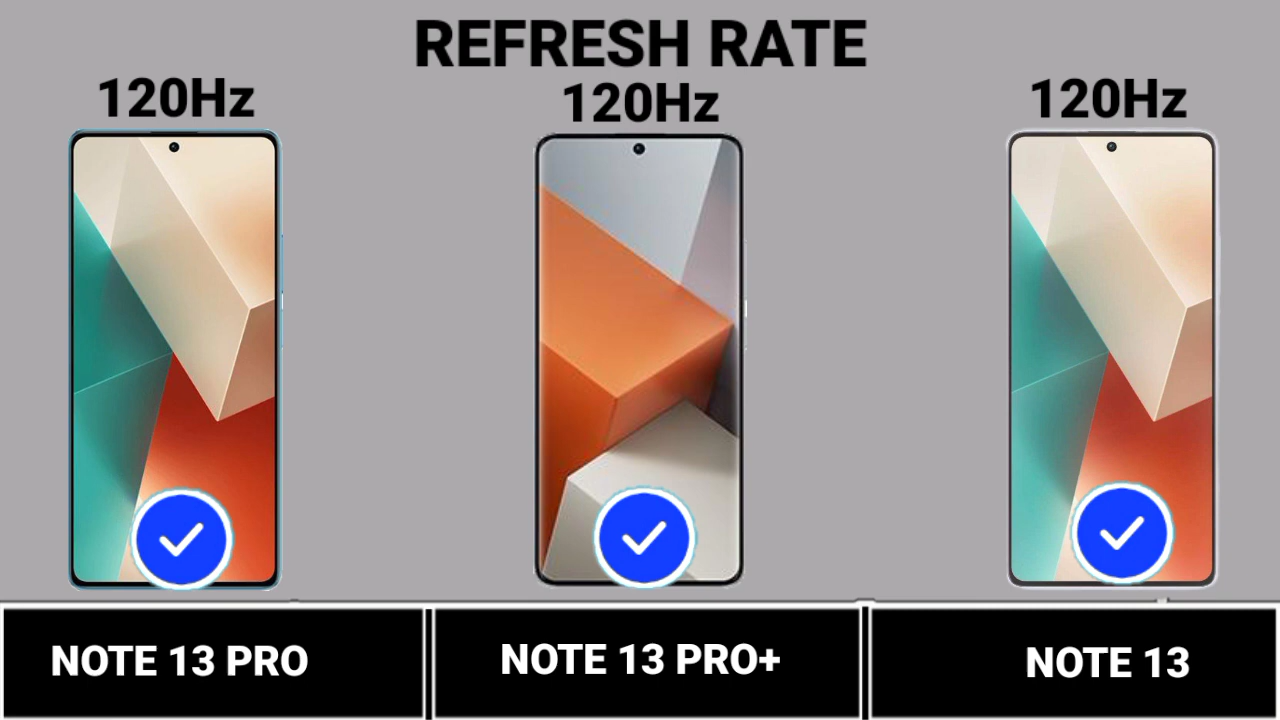 REFRESH RATE
120Hz
120Hz
120Hz
NOTE 13 PRO
NOTE 13 PRO+
NOTE 13